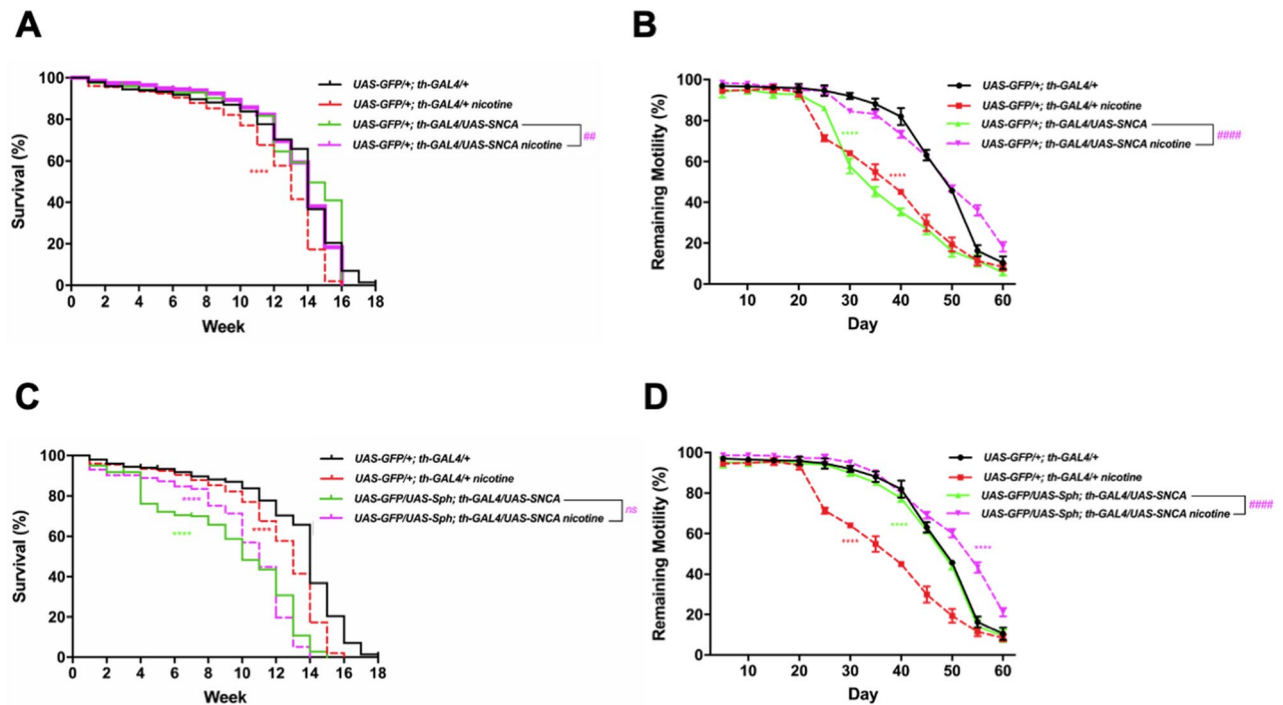 A
100
80
60
40
20
0
Survival (%)
0 2 4 6 8 10 12 14 16 18
Week
UAS-GFP/+; th-GAL4/+
UAS-GFP/+; th-GAL4/+ nicotine
UAS-GFP/+; th-GAL4/UAS-SNCA
UAS-GFP/+; th-GAL4/UAS-SNCA nicotine
##
****
B
100
80
60
40
20
0
Remaining Motility (%)
10 20 30 40 50 60
Day
UAS-GFP/+; th-GAL4/+
UAS-GFP/+; th-GAL4/+ nicotine
UAS-GFP/+; th-GAL4/UAS-SNCA
UAS-GFP/+; th-GAL4/UAS-SNCA nicotine
####
****
****
C
100
80
60
40
20
0
Survival (%)
0 2 4 6 8 10 12 14 16 18
Week
UAS-GFP/+; th-GAL4/+
UAS-GFP/+; th-GAL4/+ nicotine
UAS-GFP/UAS-Sph; th-GAL4/UAS-SNCA
UAS-GFP/UAS-Sph; th-GAL4/UAS-SNCA nicotine
ns
****
****
****
D
100
80
60
40
20
0
Remaining Motility (%)
10 20 30 40 50 60
Day
UAS-GFP/+; th-GAL4/+
UAS-GFP/+; th-GAL4/+ nicotine
UAS-GFP/UAS-Sph; th-GAL4/UAS-SNCA
UAS-GFP/UAS-Sph; th-GAL4/UAS-SNCA nicotine
####
****
****
****